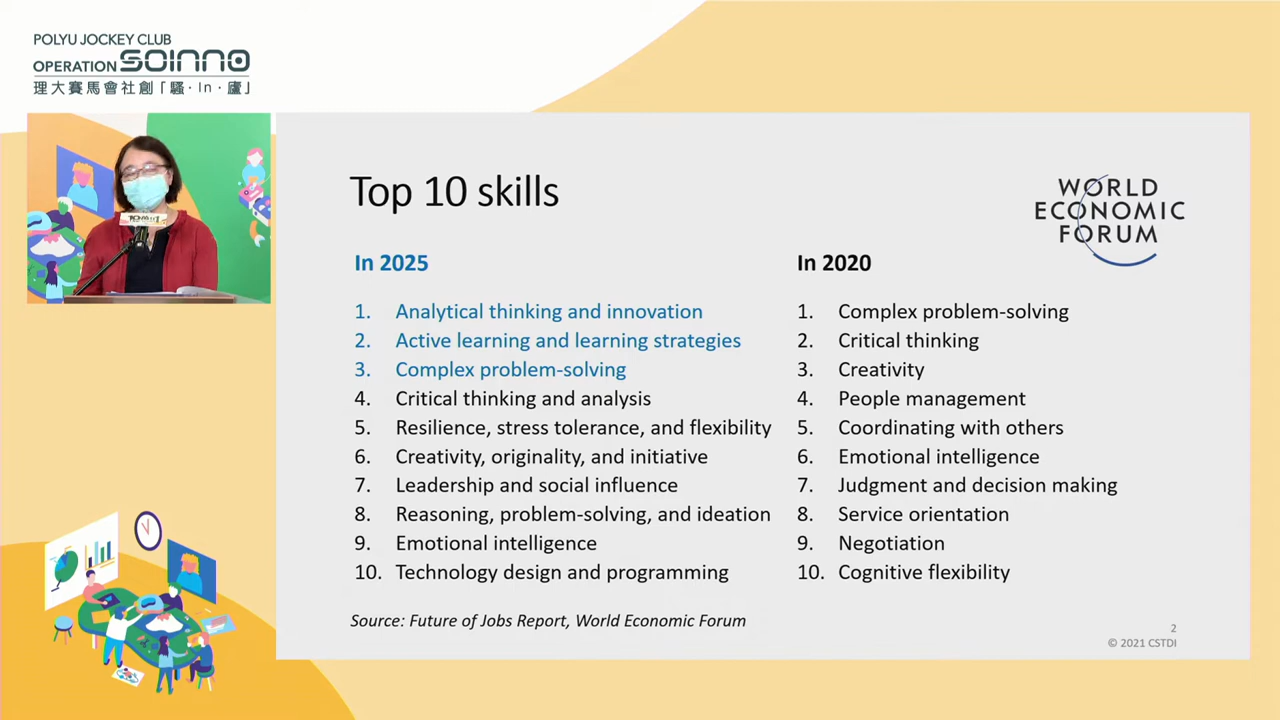 POLYU JOCKEY CLUB
OPERATION SOINNO
理大賽馬會社創「騷·In·廬」
Top 10 skills
WORLD
ECONOMIC
FORUM
In 2025
1. Analytical thinking and innovation
2. Active learning and learning strategies
3. Complex problem-solving
4. Critical thinking and analysis
5. Resilience, stress tolerance, and flexibility
6. Creativity, originality, and initiative
7. Leadership and social influence
8. Reasoning, problem-solving, and ideation
9. Emotional intelligence
10. Technology design and programming
In 2020
1. Complex problem-solving
2. Critical thinking
3. Creativity
4. People management
5. Coordinating with others
6. Emotional intelligence
7. Judgment and decision making
8. Service orientation
9. Negotiation
10. Cognitive flexibility
Source: Future of Jobs Report, World Economic Forum
2
© 2021 CSTDI